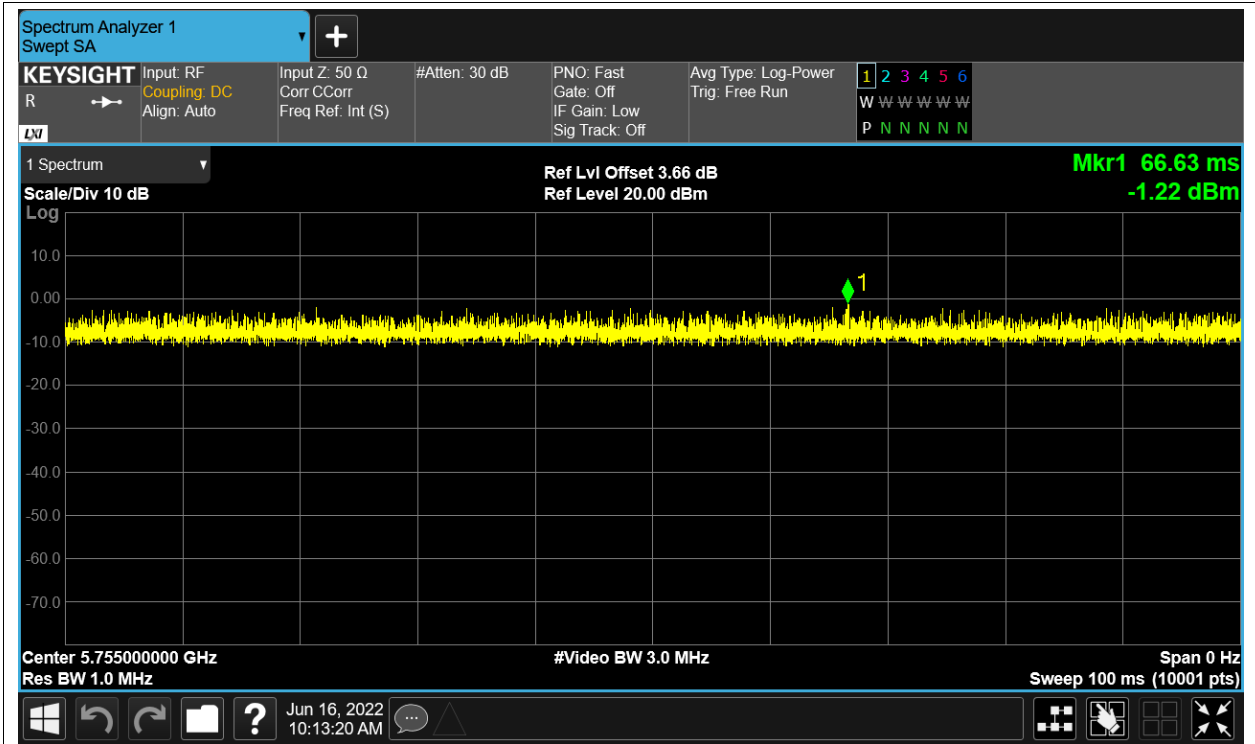 Spectrum Analyzer 1
Swept SA
+
KEYSIGHT
R
LXI
Input: RF
Coupling: DC
Align: Auto
Input Z: 50 Ω
Corr CCorr
Freq Ref: Int (S)
#Atten: 30 dB
PNO: Fast
Gate: Off
IF Gain: Low
Sig Track: Off
Avg Type: Log-Power
Trig: Free Run
1 2 3 4 5 6
W W W W W W
P N N N N N
1 Spectrum
Scale/Div 10 dB
Log
Ref Lvl Offset 3.66 dB
Ref Level 20.00 dBm
Mkr1 66.63 ms
-1.22 dBm
10.0
0.00
-10.0
-20.0
-30.0
-40.0
-50.0
-60.0
-70.0
1
Center 5.755000000 GHz
Res BW 1.0 MHz
#Video BW 3.0 MHz
Span 0 Hz
Sweep 100 ms (10001 pts)
?
Jun 16, 2022
10:13:20 AM